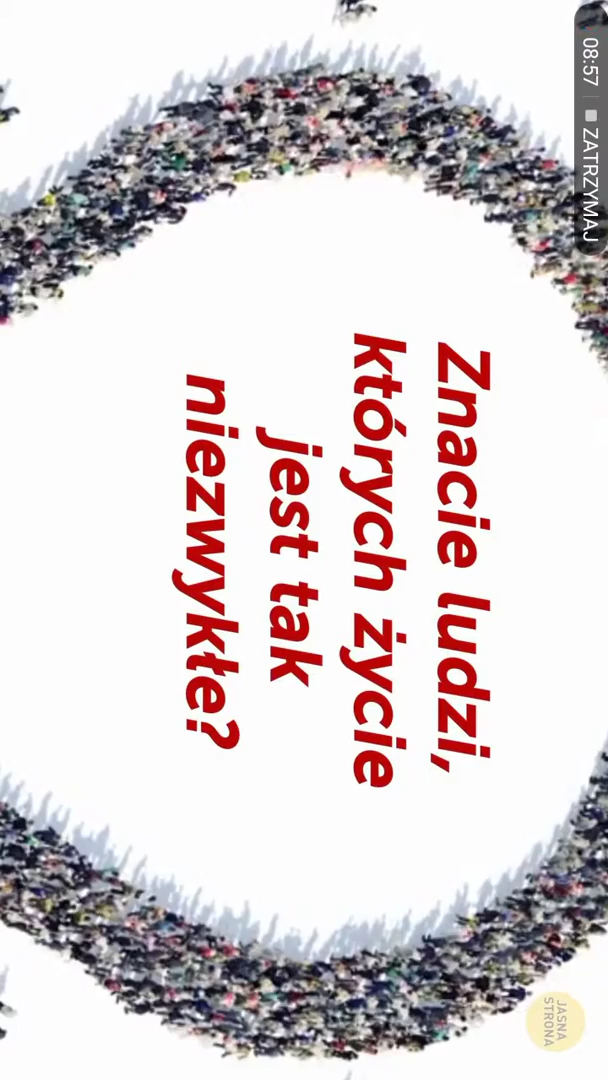 08:57 ZATRZYMAJ
Znacie ludzi,
których życie
jest tak
niezwykłe?
JASNA
STRONA